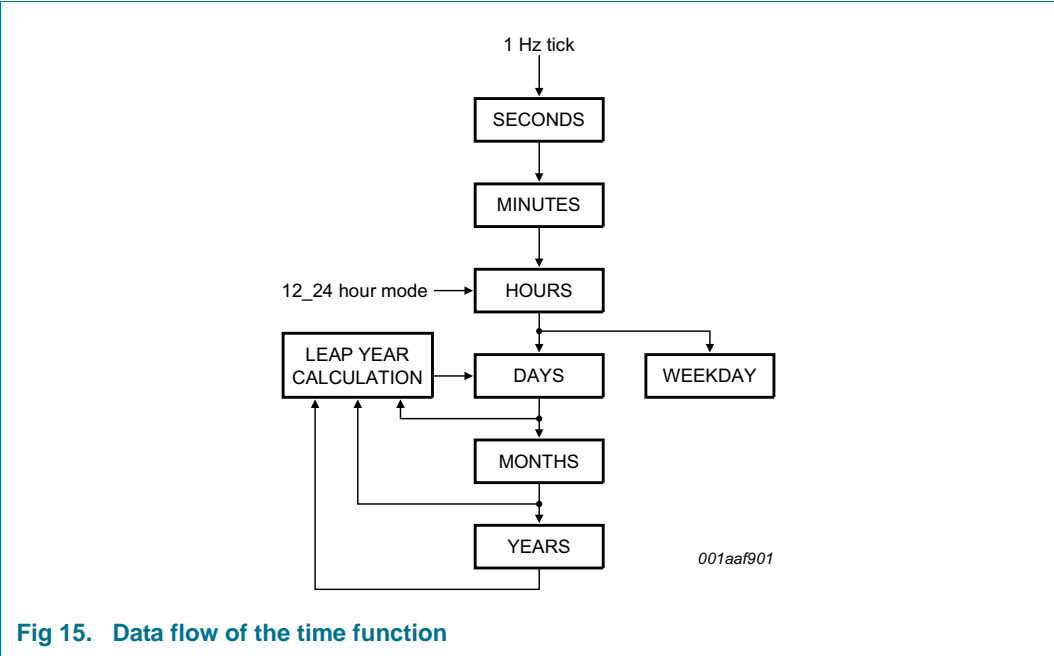 1 Hz tick
SECONDS
MINUTES
12_24 hour mode
HOURS
LEAP YEAR
CALCULATION
DAYS
WEEKDAY
MONTHS
YEARS
001aaf901
Fig 15. Data flow of the time function